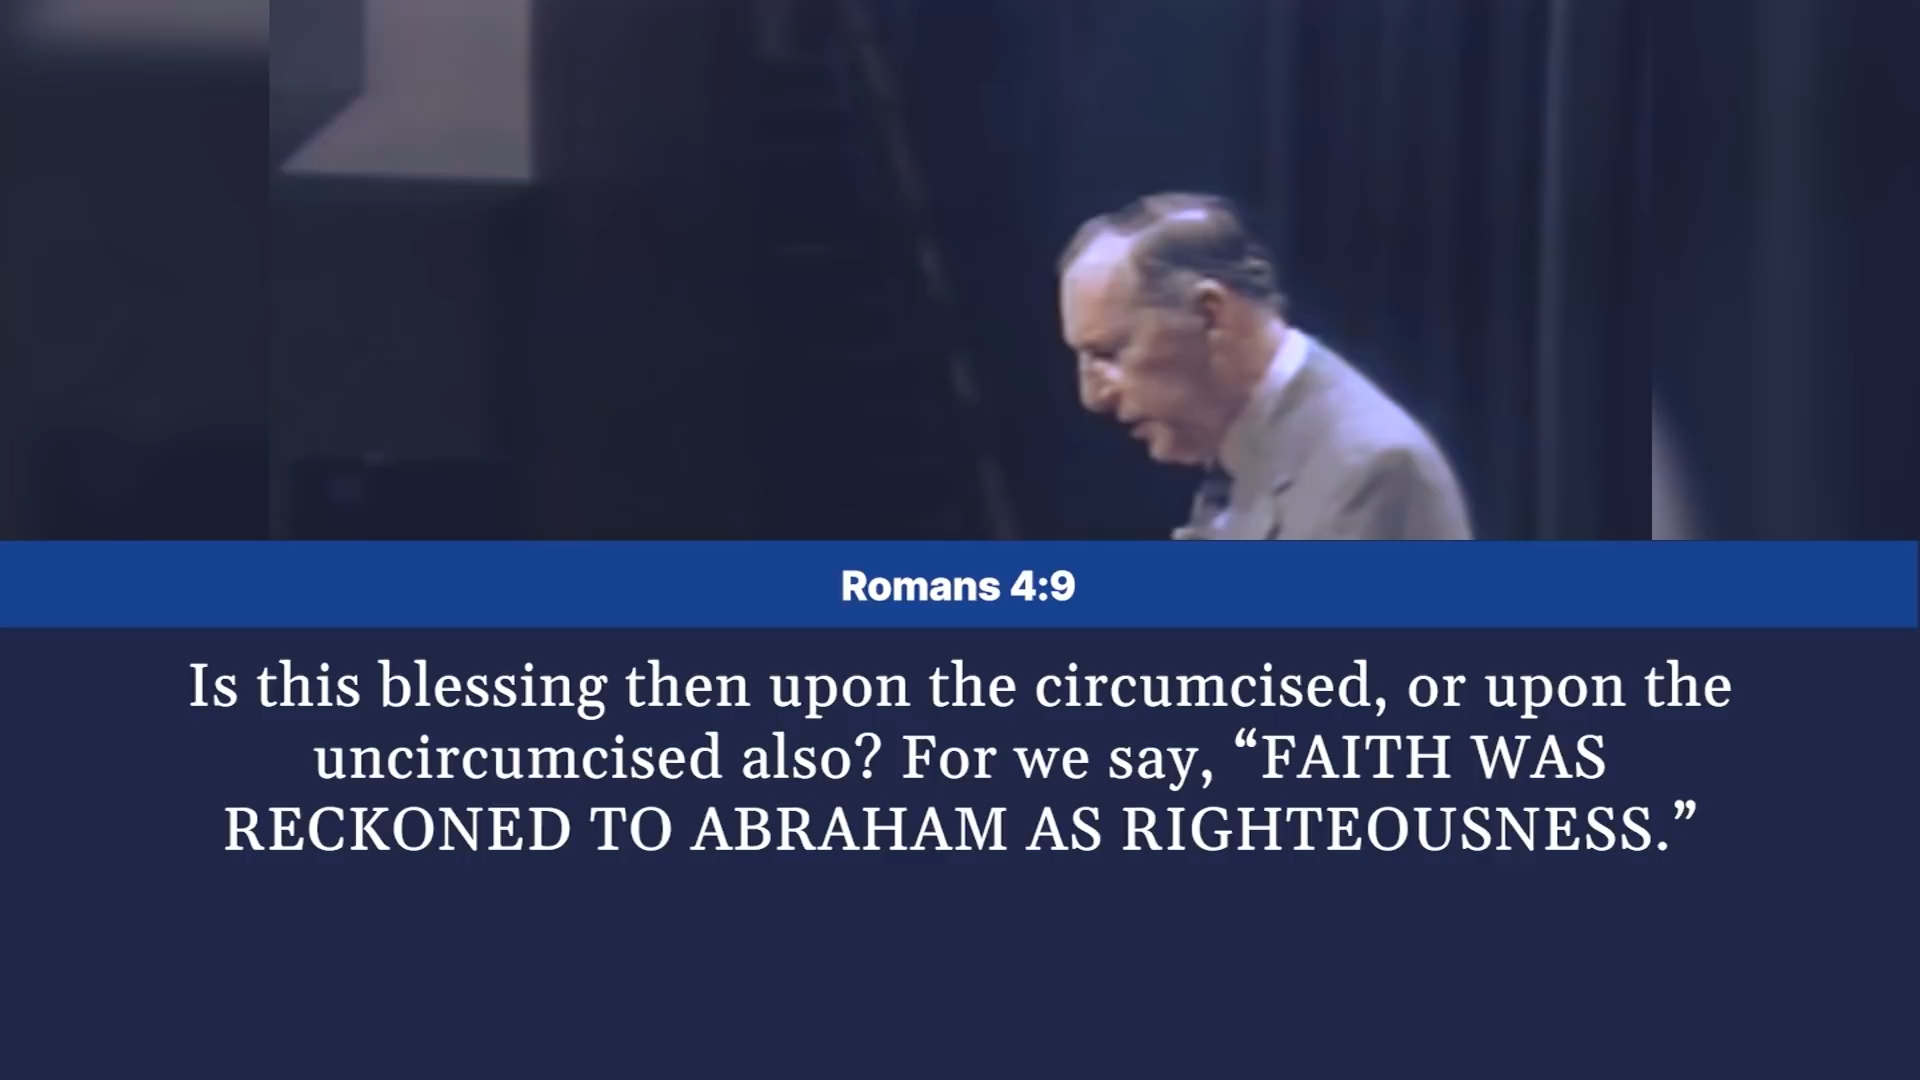 Romans 4:9
Is this blessing then upon the circumcised, or upon the
uncircumcised also? For we say, “FAITH WAS
RECKONED TO ABRAHAM AS RIGHTEOUSNESS.”